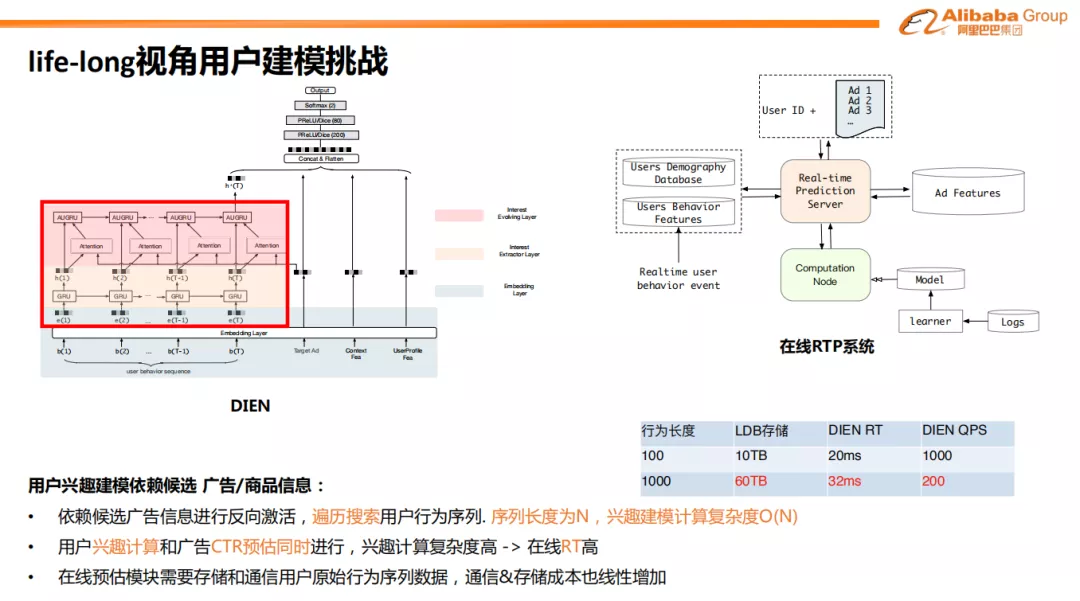 Alibaba Group
阿里巴巴集团
life-long视角用户建模挑战
Output
Softmax (2)
PReLU/Dice (80)
PReLU/Dice (200)
Concat & Flatten
h'(T)
AUGRU AUGRU ... AUGRU AUGRU
Attention Attention Attention Attention
h(1) h(2) h(T-1) h(T)
GRU GRU ... GRU GRU
e(1) e(2) ... e(T-1) e(T)
Embedding Layer
b(1) b(2) ... b(T-1) b(T) Target Ad Context UserProfile
Fea Fea
user behavior sequence
Interest
Evolving Layer
Interest
Extractor Layer
Embedding
Layer
DIEN
User ID +
Ad 1
Ad 2
Ad 3
…
Users Demography
Database
Users Behavior
Features
Real-time
Prediction
Server
Ad Features
Realtime user
behavior event
Computation
Node
Model
learner
Logs
在线RTP系统
行为长度 LDB存储 DIEN RT DIEN QPS
100 10TB 20ms 1000
1000 60TB 32ms 200
用户兴趣建模依赖候选 广告/商品信息：
• 依赖候选广告信息进行反向激活，遍历搜索用户行为序列. 序列长度为N，兴趣建模计算复杂度O(N)
• 用户兴趣计算和广告CTR预估同时进行，兴趣计算复杂度高 -> 在线RT高
• 在线预估模块需要存储和通信用户原始行为序列数据，通信&存储成本也线性增加